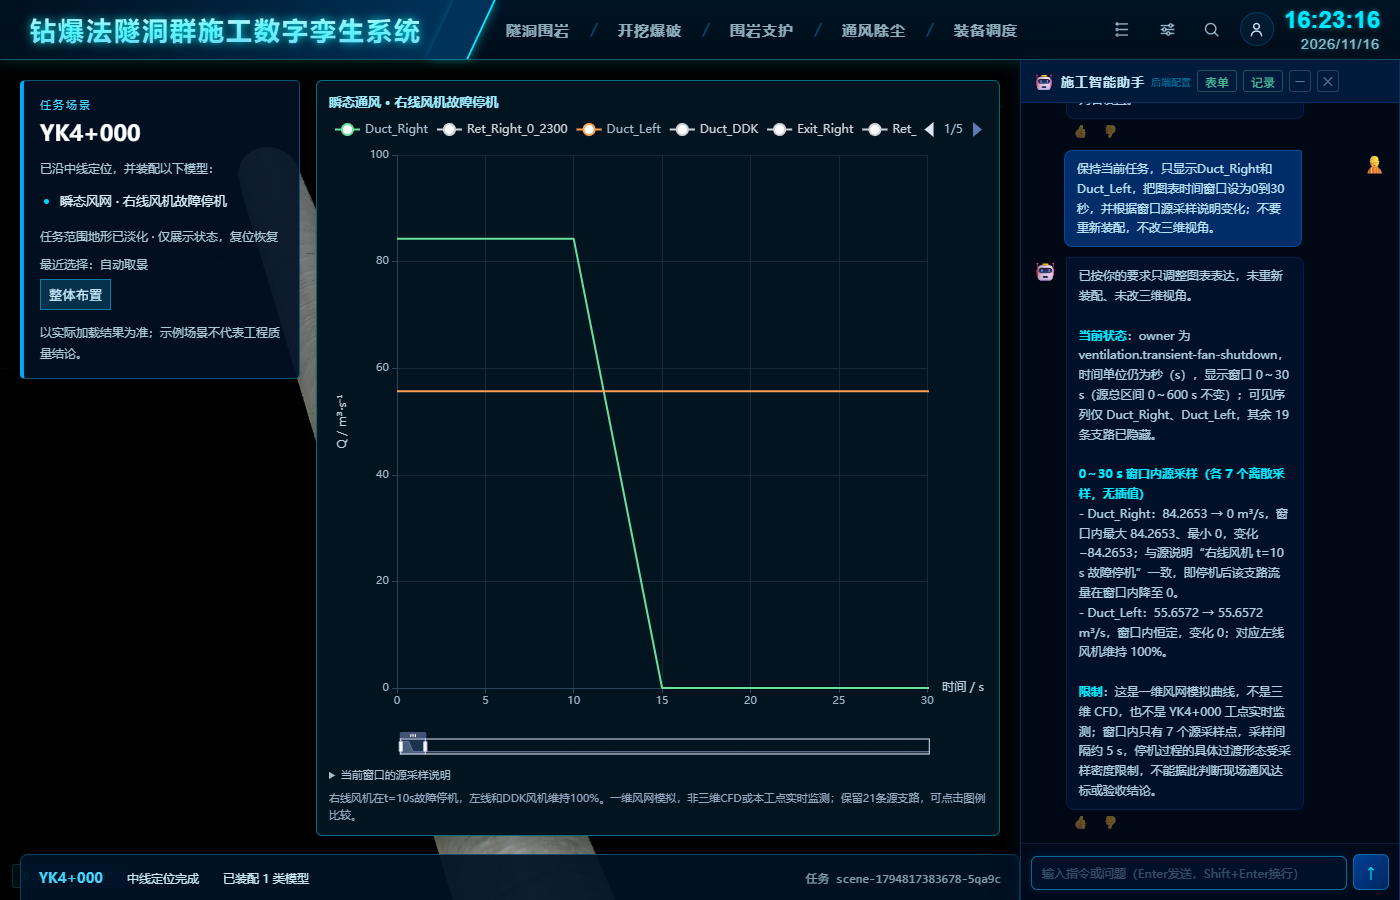 钻爆法隧洞群施工数字孪生系统
隧洞围岩 / 开挖爆破 / 围岩支护 / 通风除尘 / 装备调度
16:23:16
2026/11/16
任务场景
YK4+000
已沿中线定位，并装配以下模型：
瞬态风网 · 右线风机故障停机
任务范围地形已淡化 · 仅展示状态，复位恢复
最近选择：自动取景
整体布置
以实际加载结果为准；示例场景不代表工程质
量结论。
瞬态通风 • 右线风机故障停机
Duct_Right Ret_Right_0_2300 Duct_Left Duct_DDK Exit_Right Ret_ 1/5
100
80
60
40
20
0
Q / m³·s⁻¹
0 5 10 15 20 25 30
时间 / s
▶ 当前窗口的源采样说明
右线风机在t=10s故障停机，左线和DDK风机维持100%。一维风网模拟，非三维CFD或本工点实时监测；保留21条源支路，可点击图例
比较。
YK4+000 中线定位完成 已装配 1 类模型
任务 scene-1794817383678-5qa9c
施工智能助手 后端配置 表单 记录
保持当前任务，只显示Duct_Right和
Duct_Left，把图表时间窗口设为0到30
秒，并根据窗口源采样说明变化；不要
重新装配，不改三维视角。
已按你的要求只调整图表表达，未重新
装配、未改三维视角。
当前状态：owner 为
ventilation.transient-fan-shutdown，
时间单位仍为秒（s），显示窗口 0～30
s（源总区间 0～600 s 不变）；可见序
列仅 Duct_Right、Duct_Left，其余 19
条支路已隐藏。
0～30 s 窗口内源采样（各 7 个离散采
样，无插值）
- Duct_Right：84.2653 → 0 m³/s，窗
口内最大 84.2653、最小 0，变化
−84.2653；与源说明“右线风机 t=10
s 故障停机”一致，即停机后该支路流
量在窗口内降至 0。
- Duct_Left：55.6572 → 55.6572
m³/s，窗口内恒定，变化 0；对应左线
风机维持 100%。
限制：这是一维风网模拟曲线，不是三
维 CFD，也不是 YK4+000 工点实时监
测；窗口内只有 7 个源采样点，采样间
隔约 5 s，停机过程的具体过渡形态受采
样密度限制，不能据此判断现场通风达
标或验收结论。
输入指令或问题（Enter发送，Shift+Enter换行）